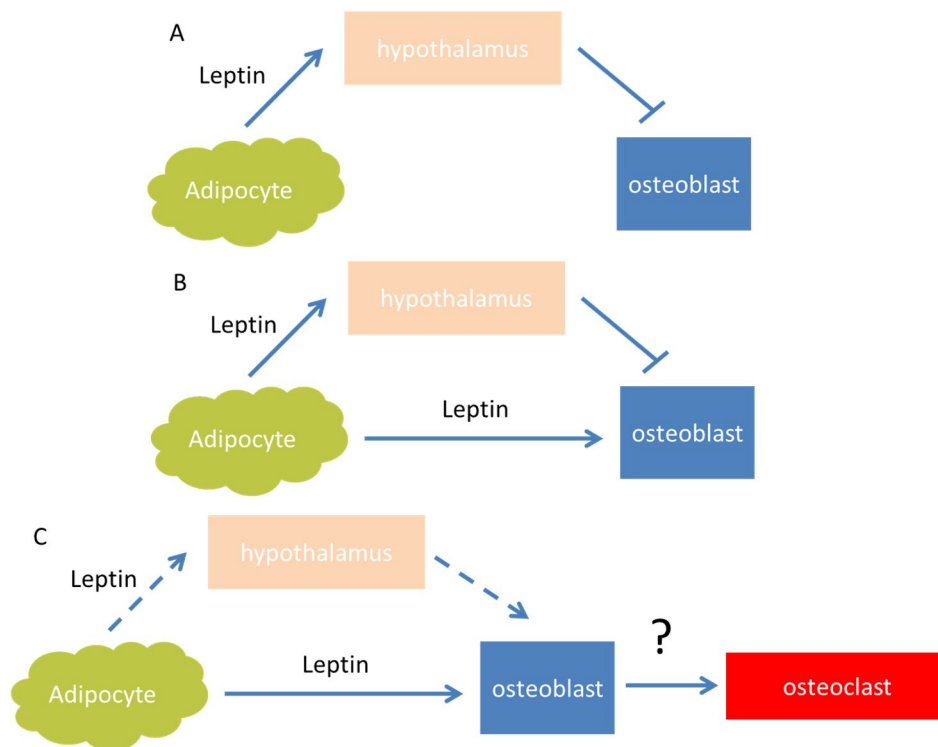 A
hypothalamus
Leptin
Adipocyte
osteoblast
B
hypothalamus
Leptin
Leptin
Adipocyte
osteoblast
C
hypothalamus
Leptin
?
Leptin
Adipocyte
osteoblast
osteoclast